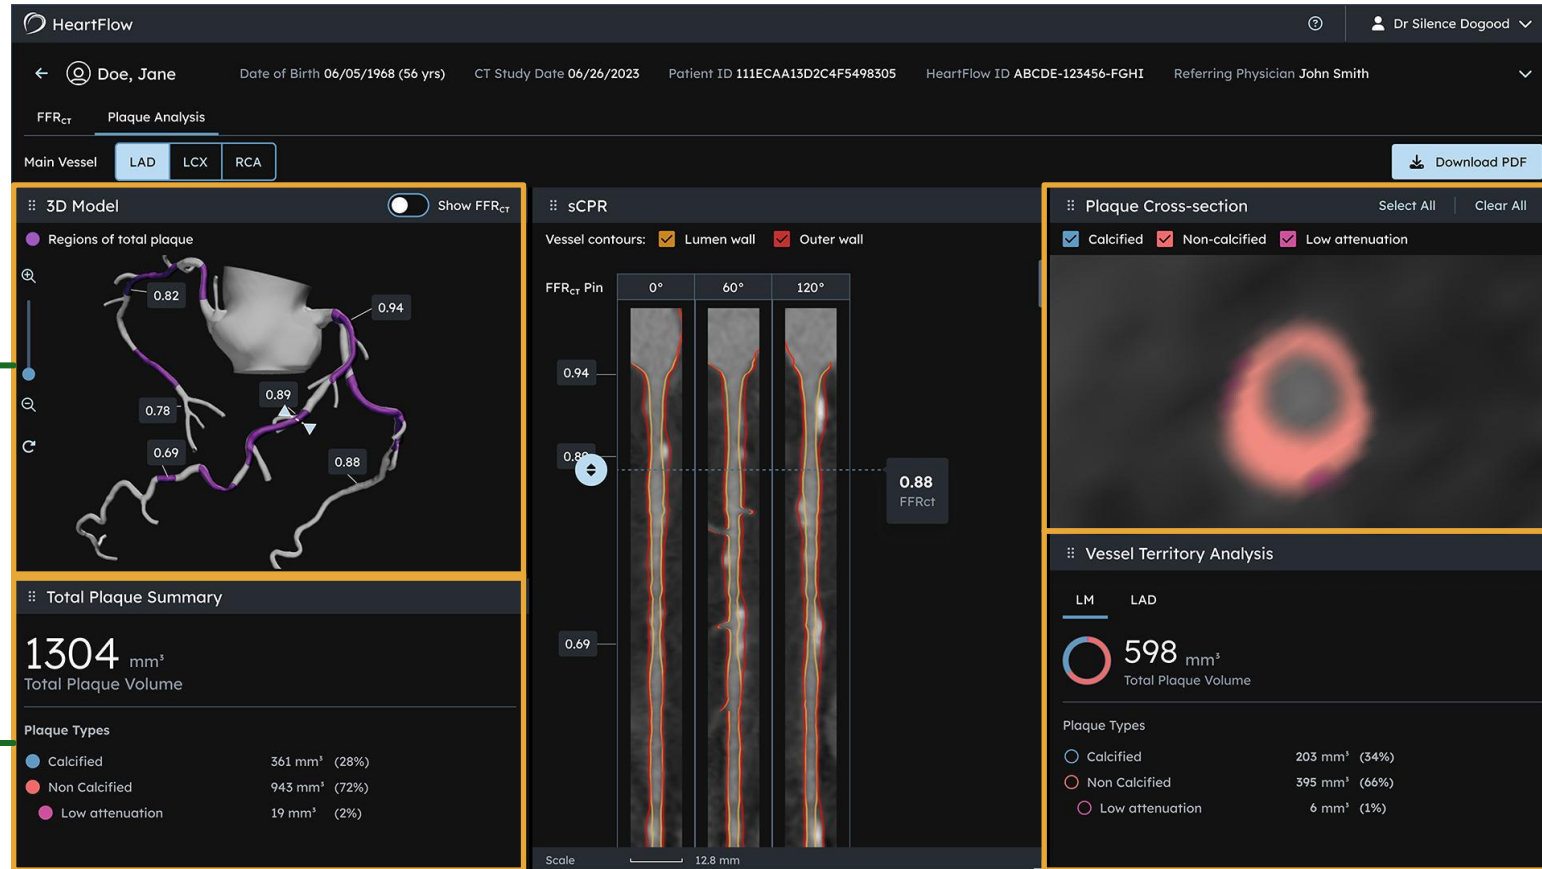 HeartFlow
Dr Silence Dogood
Doe, Jane
Date of Birth 06/05/1968 (56 yrs)
CT Study Date 06/26/2023
Patient ID 111ECAA13D2C4F5498305
HeartFlow ID ABCDE-123456-FGHI
Referring Physician John Smith
FFRCT
Plaque Analysis
Main Vessel
LAD
LCX
RCA
Download PDF
3D Model
Show FFRCT
Regions of total plaque
0.82
0.94
0.89
0.78
0.69
0.88
Total Plaque Summary
1304 mm³
Total Plaque Volume
Plaque Types
Calcified 361 mm³ (28%)
Non Calcified 943 mm³ (72%)
Low attenuation 19 mm³ (2%)
sCPR
Vessel contours:
Lumen wall
Outer wall
FFRCT Pin
0°
60°
120°
0.94
0.69
0.88
FFRct
Scale
12.8 mm
Plaque Cross-section
Select All
Clear All
Calcified
Non-calcified
Low attenuation
Vessel Territory Analysis
LM
LAD
598 mm³
Total Plaque Volume
Plaque Types
Calcified 203 mm³ (34%)
Non Calcified 395 mm³ (66%)
Low attenuation 6 mm³ (1%)